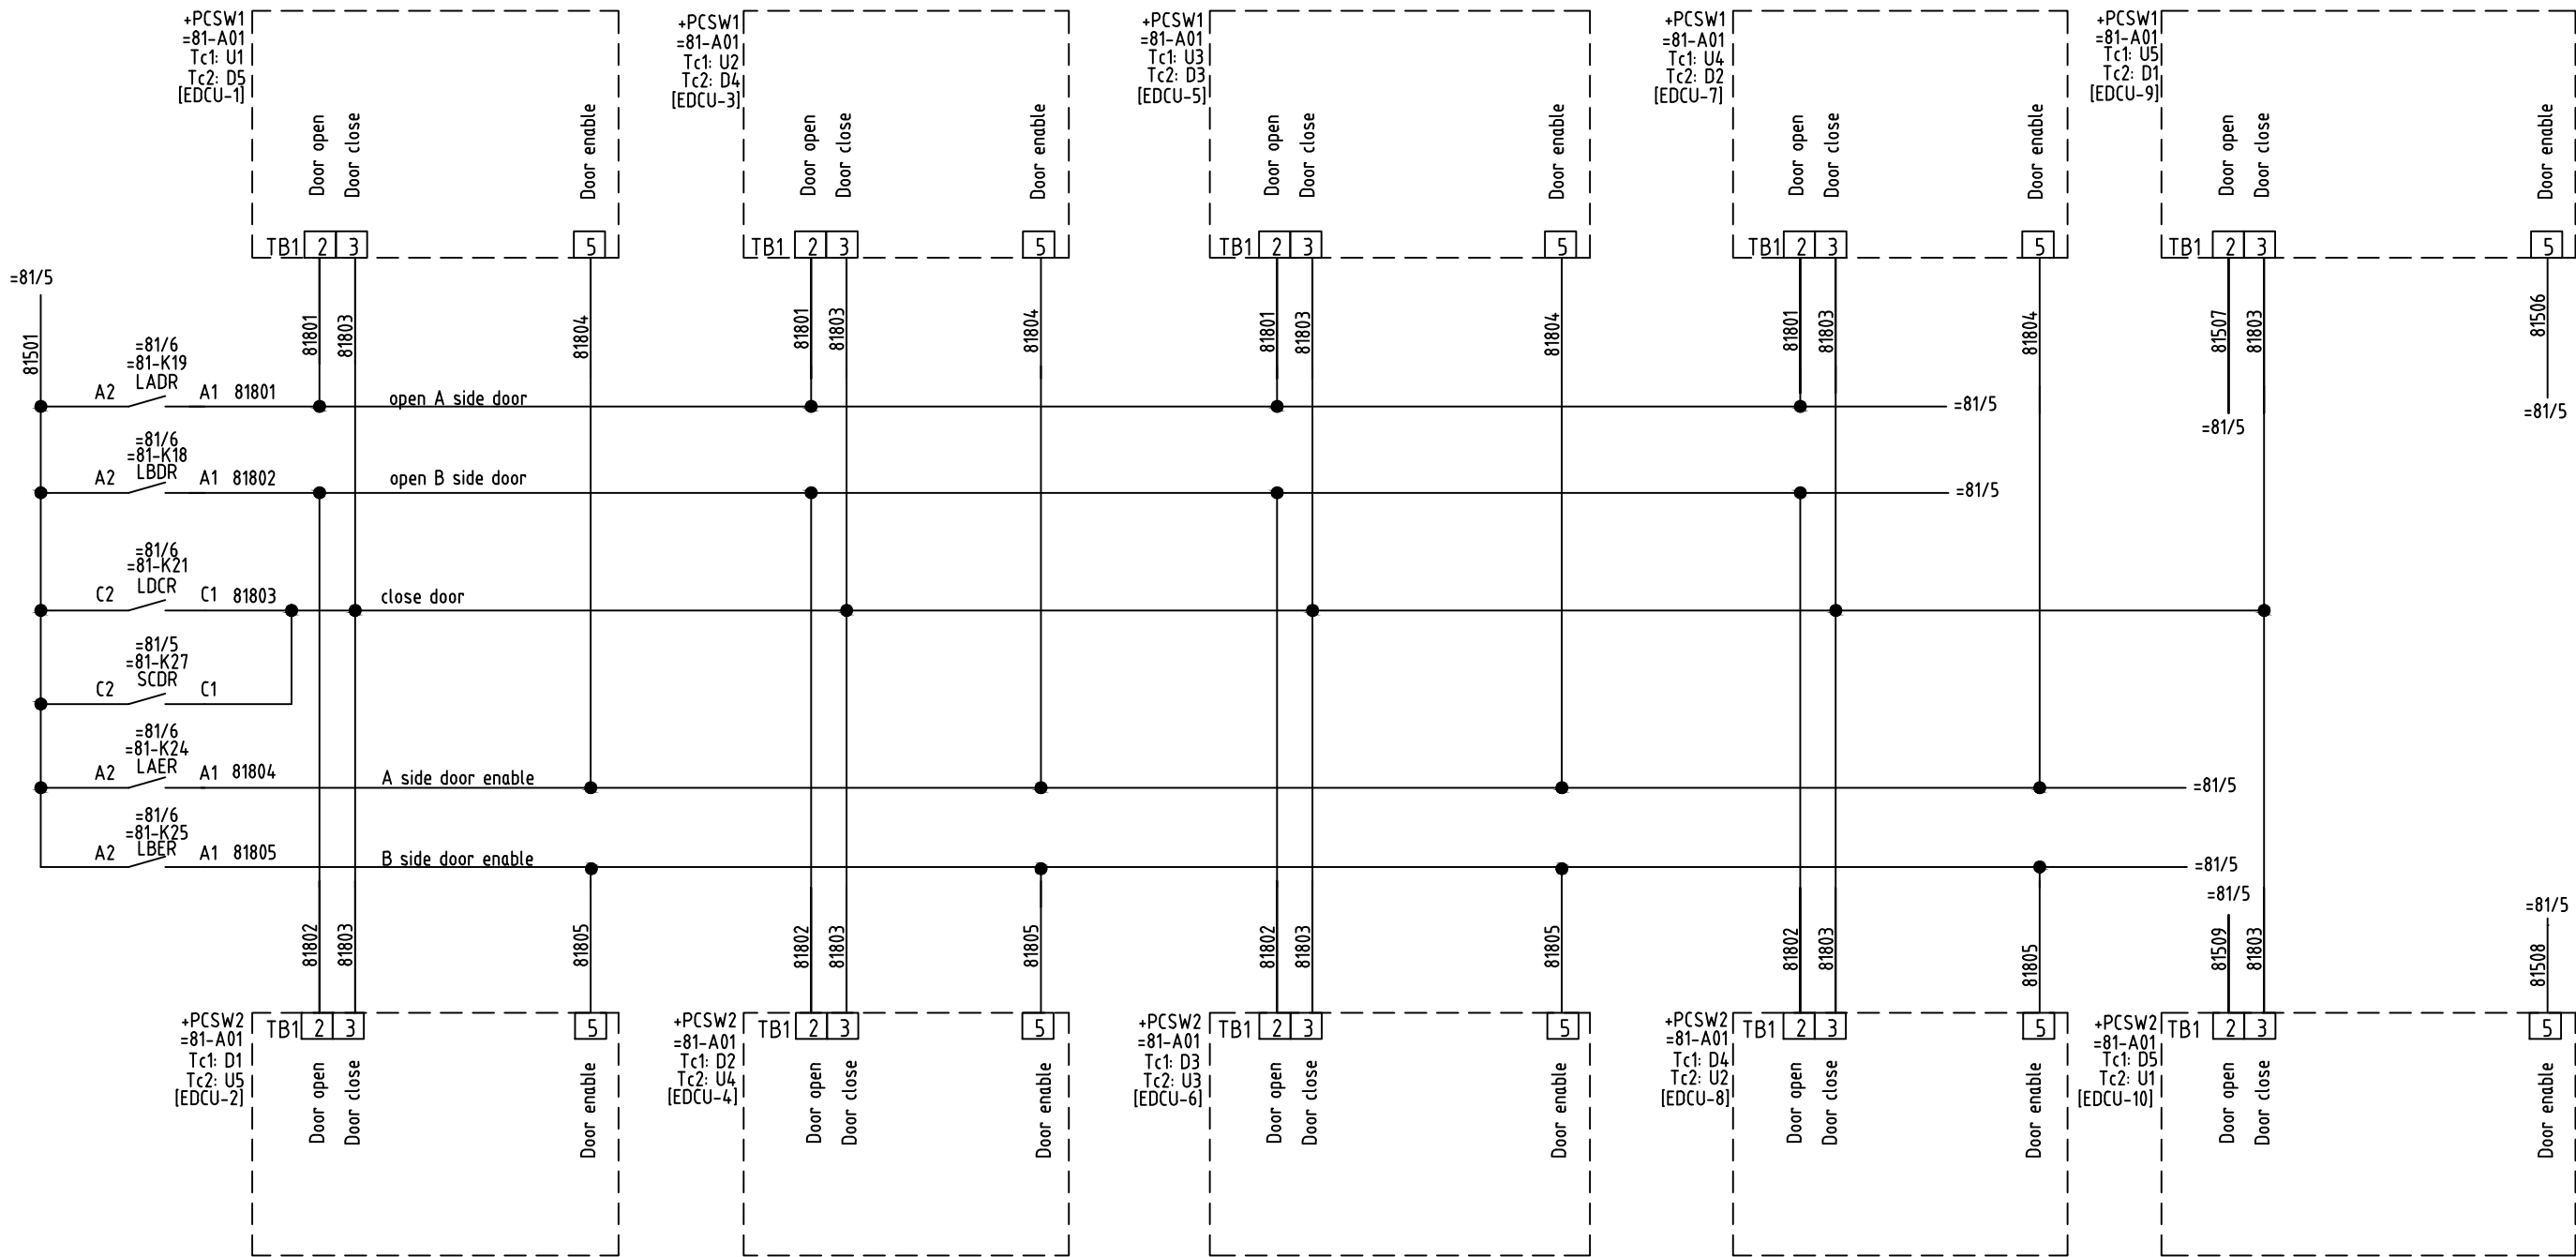 +PCSW1
=81-A01
Tc1: U1
Tc2: D5
[EDCU-1]
Door open
Door close
Door enable
TB1 2 3 5
+PCSW1
=81-A01
Tc1: U2
Tc2: D4
[EDCU-3]
Door open
Door close
Door enable
TB1 2 3 5
+PCSW1
=81-A01
Tc1: U3
Tc2: D3
[EDCU-5]
Door open
Door close
Door enable
TB1 2 3 5
+PCSW1
=81-A01
Tc1: U4
Tc2: D2
[EDCU-7]
Door open
Door close
Door enable
TB1 2 3 5
+PCSW1
=81-A01
Tc1: U5
Tc2: D1
[EDCU-9]
Door open
Door close
Door enable
TB1 2 3 5
=81/5
81501
81801
81803
81804
81801
81803
81804
81801
81803
81804
81801
81803
81804
81507
81803
81506
=81/5
=81/5
=81/6
=81-K19
LADR
A2 A1 81801
open A side door
=81/5
=81/6
=81-K18
LBDR
A2 A1 81802
open B side door
=81/5
=81/6
=81-K21
LDCR
C2 C1 81803
close door
=81/5
=81-K27
SCDR
C2 C1
=81/6
=81-K24
LAER
A2 A1 81804
A side door enable
=81/5
=81/6
=81-K25
LBER
A2 A1 81805
B side door enable
=81/5
=81/5
=81/5
81802
81803
81805
81802
81803
81805
81802
81803
81805
81802
81803
81805
81509
81803
81508
+PCSW2
=81-A01
Tc1: D1
Tc2: U5
[EDCU-2]
TB1 2 3 5
Door open
Door close
Door enable
+PCSW2
=81-A01
Tc1: D2
Tc2: U4
[EDCU-4]
TB1 2 3 5
Door open
Door close
Door enable
+PCSW2
=81-A01
Tc1: D3
Tc2: U3
[EDCU-6]
TB1 2 3 5
Door open
Door close
Door enable
+PCSW2
=81-A01
Tc1: D4
Tc2: U2
[EDCU-8]
TB1 2 3 5
Door open
Door close
Door enable
+PCSW2
=81-A01
Tc1: D5
Tc2: U1
[EDCU-10]
TB1 2 3 5
Door open
Door close
Door enable